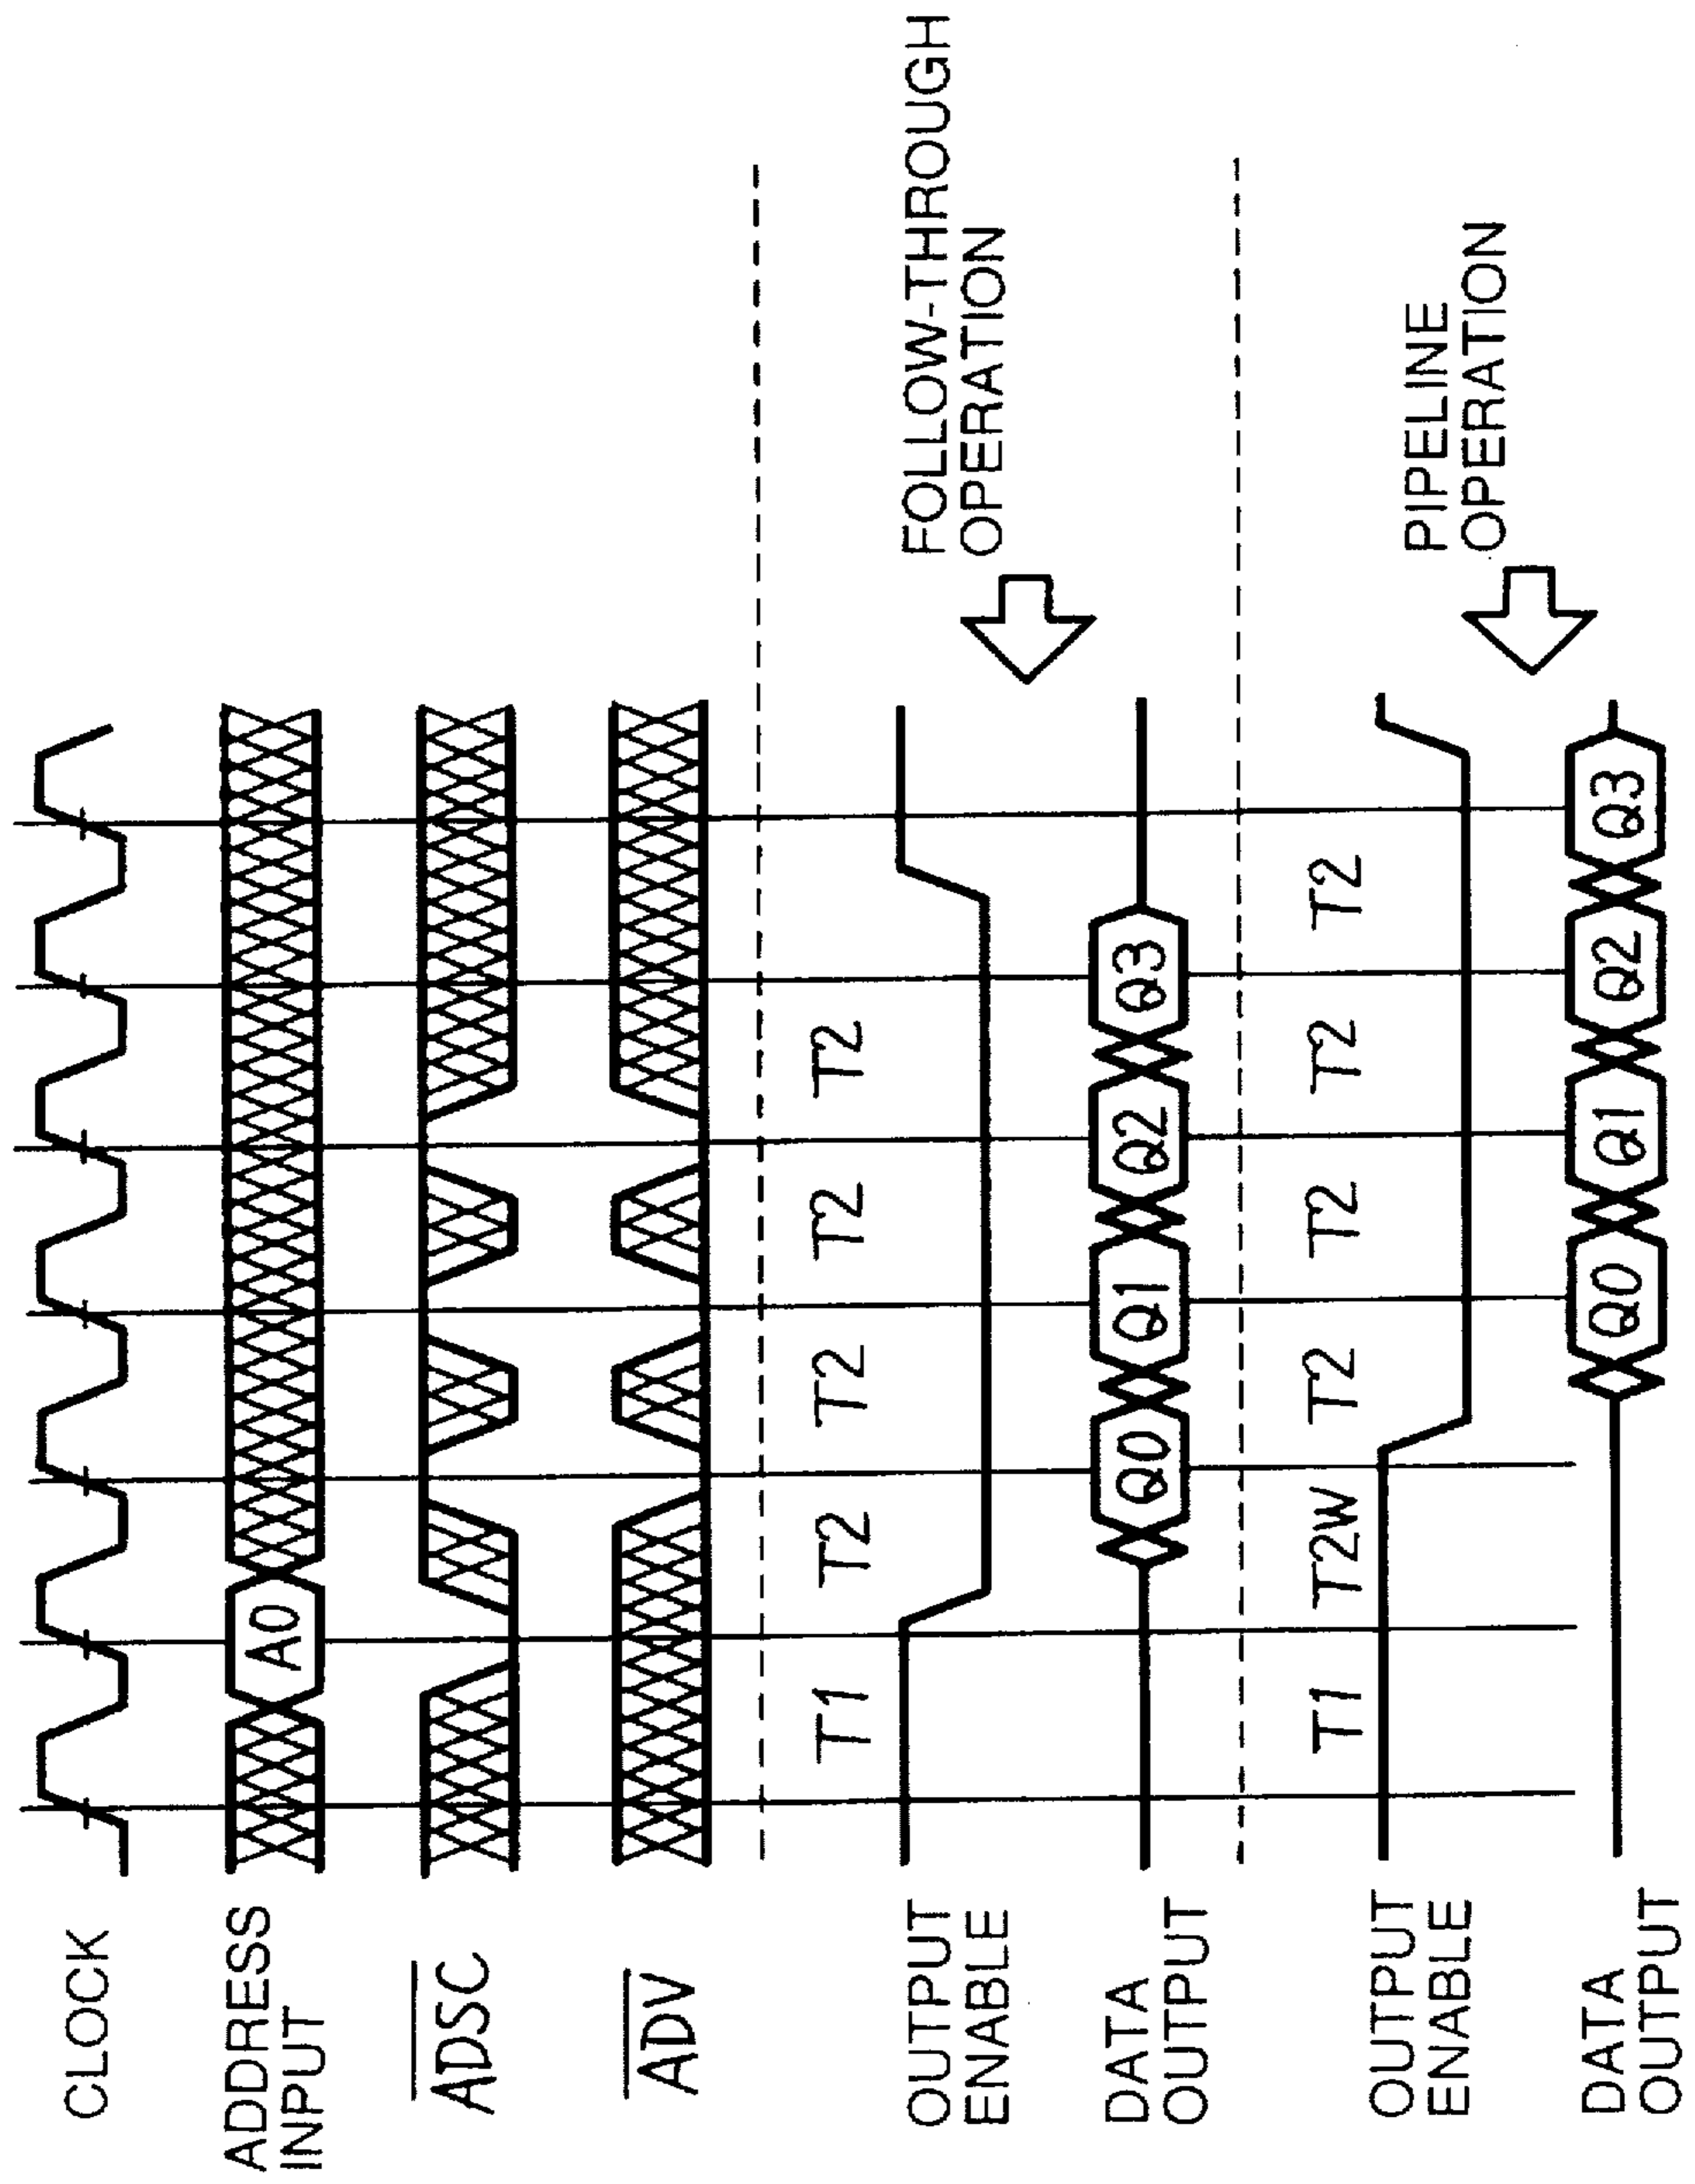 CLOCK
ADDRESS
INPUT
A0
ADSC
ADV
FOLLOW-THROUGH
OPERATION
T1 T2 T2 T2 T2
OUTPUT
ENABLE
DATA
OUTPUT
Q0 Q1 Q2 Q3
PIPELINE
OPERATION
T1 T2W T2 T2 T2 T2
OUTPUT
ENABLE
DATA
OUTPUT
Q0 Q1 Q2 Q3